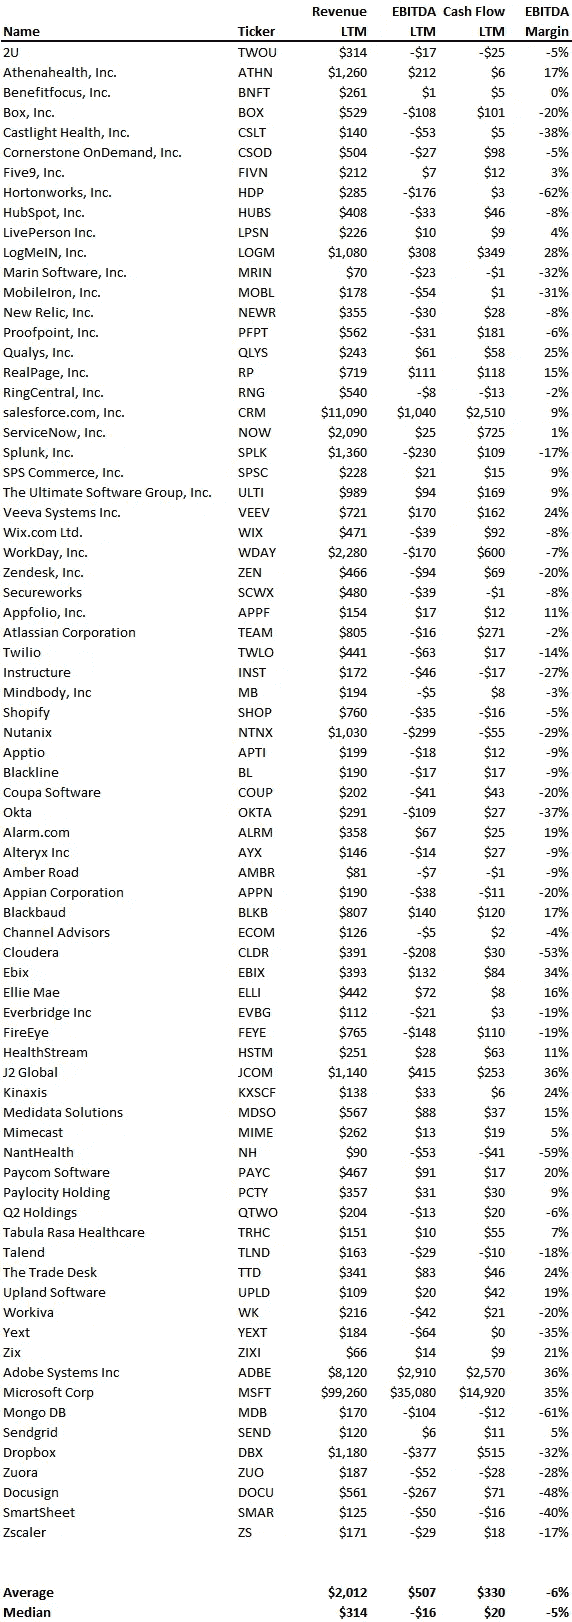 Revenue EBITDA Cash Flow EBITDA
Name Ticker LTM LTM LTM Margin
2U TWOU $314 -$17 -$25 -5%
Athenahealth, Inc. ATHN $1,260 $212 $6 17%
Benefitfocus, Inc. BNFT $261 $1 $5 0%
Box, Inc. BOX $529 -$108 $101 -20%
Castlight Health, Inc. CSLT $140 -$53 $5 -38%
Cornerstone OnDemand, Inc. CSOD $504 -$27 $98 -5%
Five9, Inc. FIVN $212 $7 $12 3%
Hortonworks, Inc. HDP $285 -$176 $3 -62%
HubSpot, Inc. HUBS $408 -$33 $46 -8%
LivePerson Inc. LPSN $226 $10 $9 4%
LogMeIN, Inc. LOGM $1,080 $308 $349 28%
Marin Software, Inc. MRIN $70 -$23 -$1 -32%
MobileIron, Inc. MOBL $178 -$54 $1 -31%
New Relic, Inc. NEWR $355 -$30 $28 -8%
Proofpoint, Inc. PFPT $562 -$31 $181 -6%
Qualys, Inc. QLYS $243 $61 $58 25%
RealPage, Inc. RP $719 $111 $118 15%
RingCentral, Inc. RNG $540 -$8 -$13 -2%
salesforce.com, Inc. CRM $11,090 $1,040 $2,510 9%
ServiceNow, Inc. NOW $2,090 $25 $725 1%
Splunk, Inc. SPLK $1,360 -$230 $109 -17%
SPS Commerce, Inc. SPSC $228 $21 $15 9%
The Ultimate Software Group, Inc. ULTI $989 $94 $169 9%
Veeva Systems Inc. VEEV $721 $170 $162 24%
Wix.com Ltd. WIX $471 -$39 $92 -8%
WorkDay, Inc. WDAY $2,280 -$170 $600 -7%
Zendesk, Inc. ZEN $466 -$94 $69 -20%
Secureworks SCWX $480 -$39 -$1 -8%
Appfolio, Inc. APPF $154 $17 $12 11%
Atlassian Corporation TEAM $805 -$16 $271 -2%
Twilio TWLO $441 -$63 $17 -14%
Instructure INST $172 -$46 -$17 -27%
Mindbody, Inc MB $194 -$5 $8 -3%
Shopify SHOP $760 -$35 -$16 -5%
Nutanix NTNX $1,030 -$299 -$55 -29%
Apptio APTI $199 -$18 $12 -9%
Blackline BL $190 -$17 $17 -9%
Coupa Software COUP $202 -$41 $43 -20%
Okta OKTA $291 -$109 $27 -37%
Alarm.com ALRM $358 $67 $25 19%
Alteryx Inc AYX $146 -$14 $27 -9%
Amber Road AMBR $81 -$7 -$1 -9%
Appian Corporation APPN $190 -$38 -$11 -20%
Blackbaud BLKB $807 $140 $120 17%
Channel Advisors ECOM $126 -$5 $2 -4%
Cloudera CLDR $391 -$208 $30 -53%
Ebix EBIX $393 $132 $84 34%
Ellie Mae ELLI $442 $72 $8 16%
Everbridge Inc EVBG $112 -$21 $3 -19%
FireEye FEYE $765 -$148 $110 -19%
HealthStream HSTM $251 $28 $63 11%
J2 Global JCOM $1,140 $415 $253 36%
Kinaxis KXSCF $138 $33 $6 24%
Medidata Solutions MDSO $567 $88 $37 15%
Mimecast MIME $262 $13 $19 5%
NantHealth NH $90 -$53 -$41 -59%
Paycom Software PAYC $467 $91 $17 20%
Paylocity Holding PCTY $357 $31 $30 9%
Q2 Holdings QTWO $204 -$13 $20 -6%
Tabula Rasa Healthcare TRHC $151 $10 $55 7%
Talend TLND $163 -$29 -$10 -18%
The Trade Desk TTD $341 $83 $46 24%
Upland Software UPLD $109 $20 $42 19%
Workiva WK $216 -$42 $21 -20%
Yext YEXT $184 -$64 $0 -35%
Zix ZIXI $66 $14 $9 21%
Adobe Systems Inc ADBE $8,120 $2,910 $2,570 36%
Microsoft Corp MSFT $99,260 $35,080 $14,920 35%
Mongo DB MDB $170 -$104 -$12 -61%
Sendgrid SEND $120 $6 $11 5%
Dropbox DBX $1,180 -$377 $515 -32%
Zuora ZUO $187 -$52 -$28 -28%
Docusign DOCU $561 -$267 $71 -48%
SmartSheet SMAR $125 -$50 -$16 -40%
Zscaler ZS $171 -$29 $18 -17%
Average $2,012 $507 $330 -6%
Median $314 -$16 $20 -5%